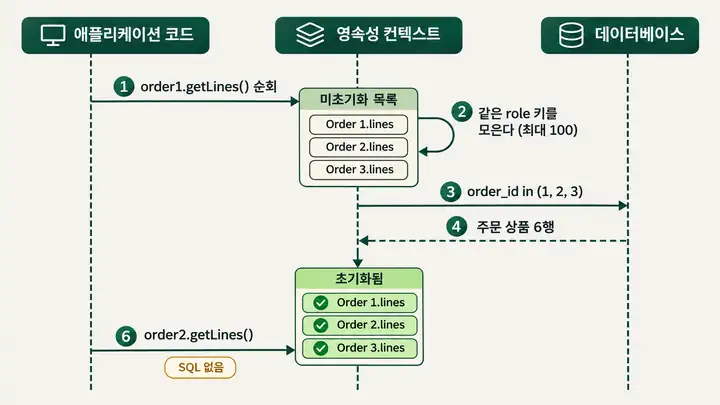 애플리케이션 코드
영속성 컨텍스트
데이터베이스
1 order1.getLines() 순회
미초기화 목록
Order 1.lines
Order 2.lines
Order 3.lines
2 같은 role 키를
모은다 (최대 100)
3 order_id in (1, 2, 3)
4 주문 상품 6행
초기화됨
Order 1.lines
Order 2.lines
Order 3.lines
6 order2.getLines()
SQL 없음